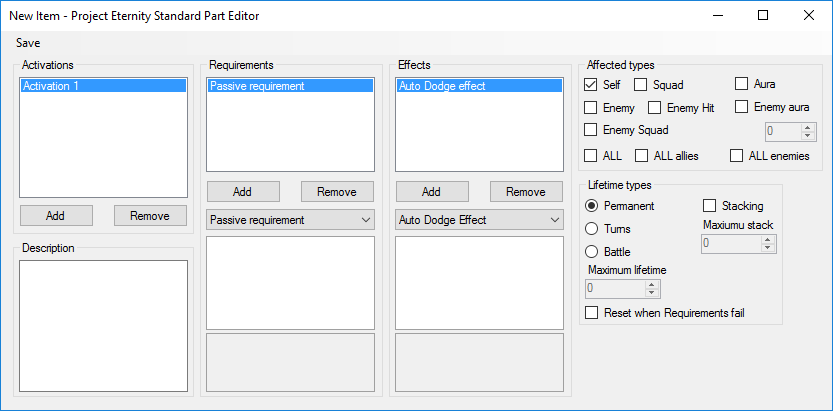 New Item - Project Eternity Standard Part Editor
Save
Activations
Activation 1
Add Remove
Description
Requirements
Passive requirement
Add Remove
Passive requirement
Effects
Auto Dodge effect
Add Remove
Auto Dodge Effect
Affected types
Self Squad Aura
Enemy Enemy Hit Enemy aura
Enemy Squad 0
ALL ALL allies ALL enemies
Lifetime types
Permanent Stacking
Turns Maxiumu stack
Battle 0
Maximum lifetime
0
Reset when Requirements fail